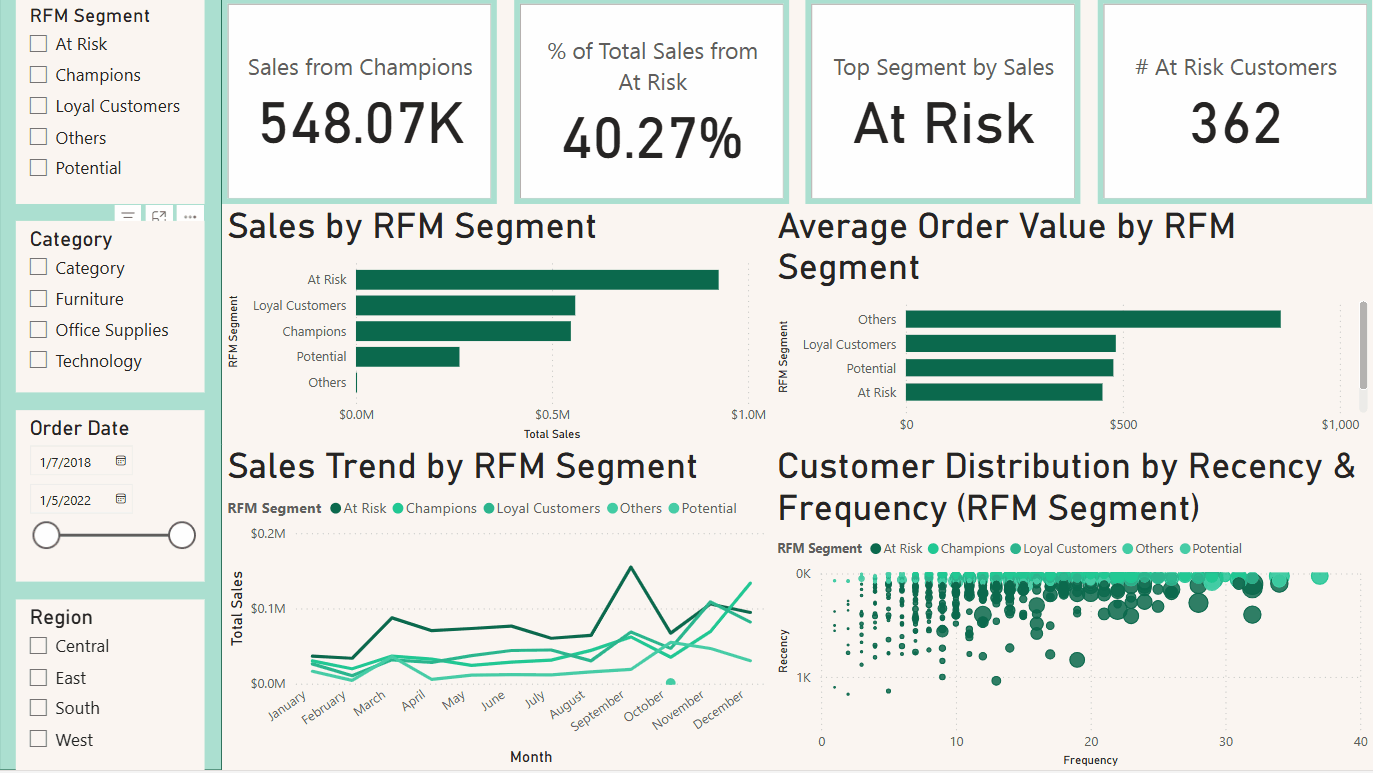 RFM Segment
At Risk
Champions
Loyal Customers
Others
Potential
Category
Category
Furniture
Office Supplies
Technology
Order Date
1/7/2018
1/5/2022
Region
Central
East
South
West
Sales from Champions
548.07K
% of Total Sales from
At Risk
40.27%
Top Segment by Sales
At Risk
# At Risk Customers
362
Sales by RFM Segment
RFM Segment
At Risk
Loyal Customers
Champions
Potential
Others
$0.0M $0.5M $1.0M
Total Sales
Average Order Value by RFM
Segment
RFM Segment
Others
Loyal Customers
Potential
At Risk
$0 $500 $1,000
Sales Trend by RFM Segment
RFM Segment At Risk Champions Loyal Customers Others Potential
Total Sales
$0.2M
$0.1M
$0.0M
January February March April May June July August September October November December
Month
Customer Distribution by Recency &
Frequency (RFM Segment)
RFM Segment At Risk Champions Loyal Customers Others Potential
Recency
0K
1K
0 10 20 30 40
Frequency